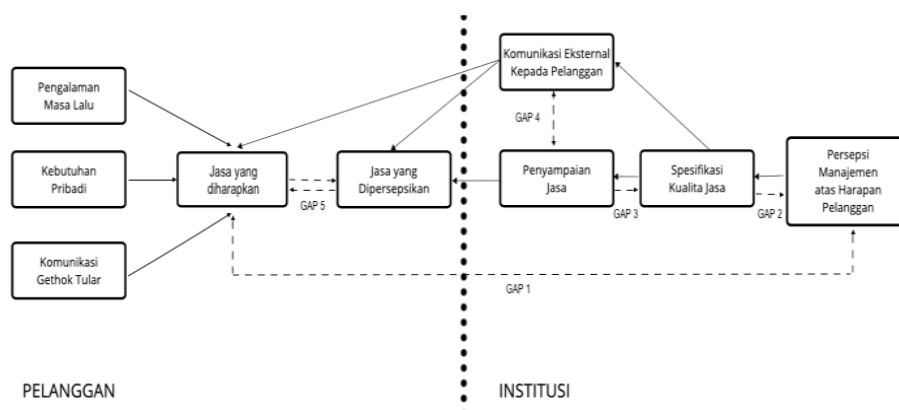 Komunikasi Eksternal
Kepada Pelanggan
Pengalaman
Masa Lalu
GAP 4
Kebutuhan
Pribadi
Jasa yang
diharapkan
Jasa yang
Dipersepsikan
Penyampaian
Jasa
Spesifikasi
Kualita Jasa
Persepsi
Manajemen
atas Harapan
Pelanggan
GAP 5
GAP 3
GAP 2
Komunikasi
Gethok Tular
GAP 1
PELANGGAN
INSTITUSI